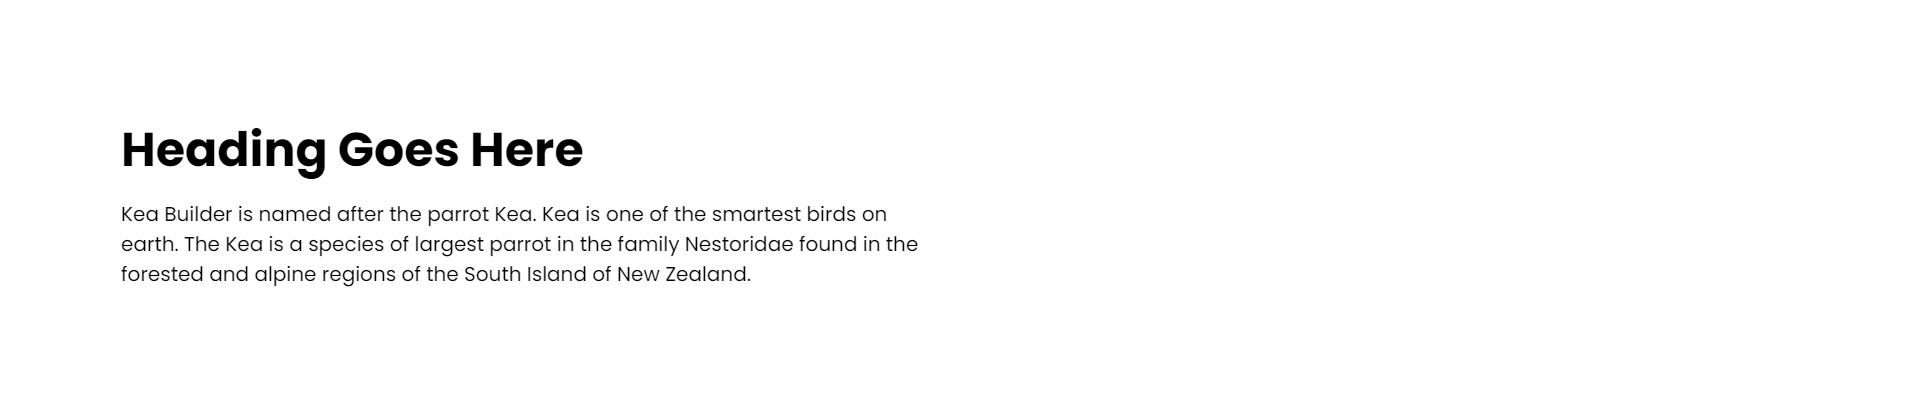 Heading Goes Here
Kea Builder is named after the parrot Kea. Kea is one of the smartest birds on
earth. The Kea is a species of largest parrot in the family Nestoridae found in the
forested and alpine regions of the South Island of New Zealand.